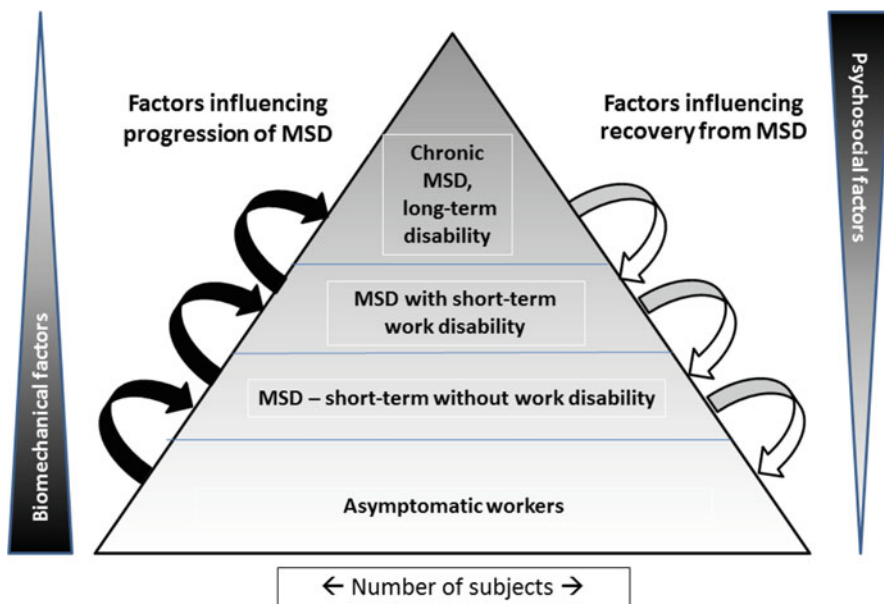 Factors influencing
progression of MSD
Factors influencing
recovery from MSD
Psychosocial factors
Biomechanical factors
Chronic
MSD,
long-term
disability
MSD with short-term
work disability
MSD – short-term without work disability
Asymptomatic workers
← Number of subjects →